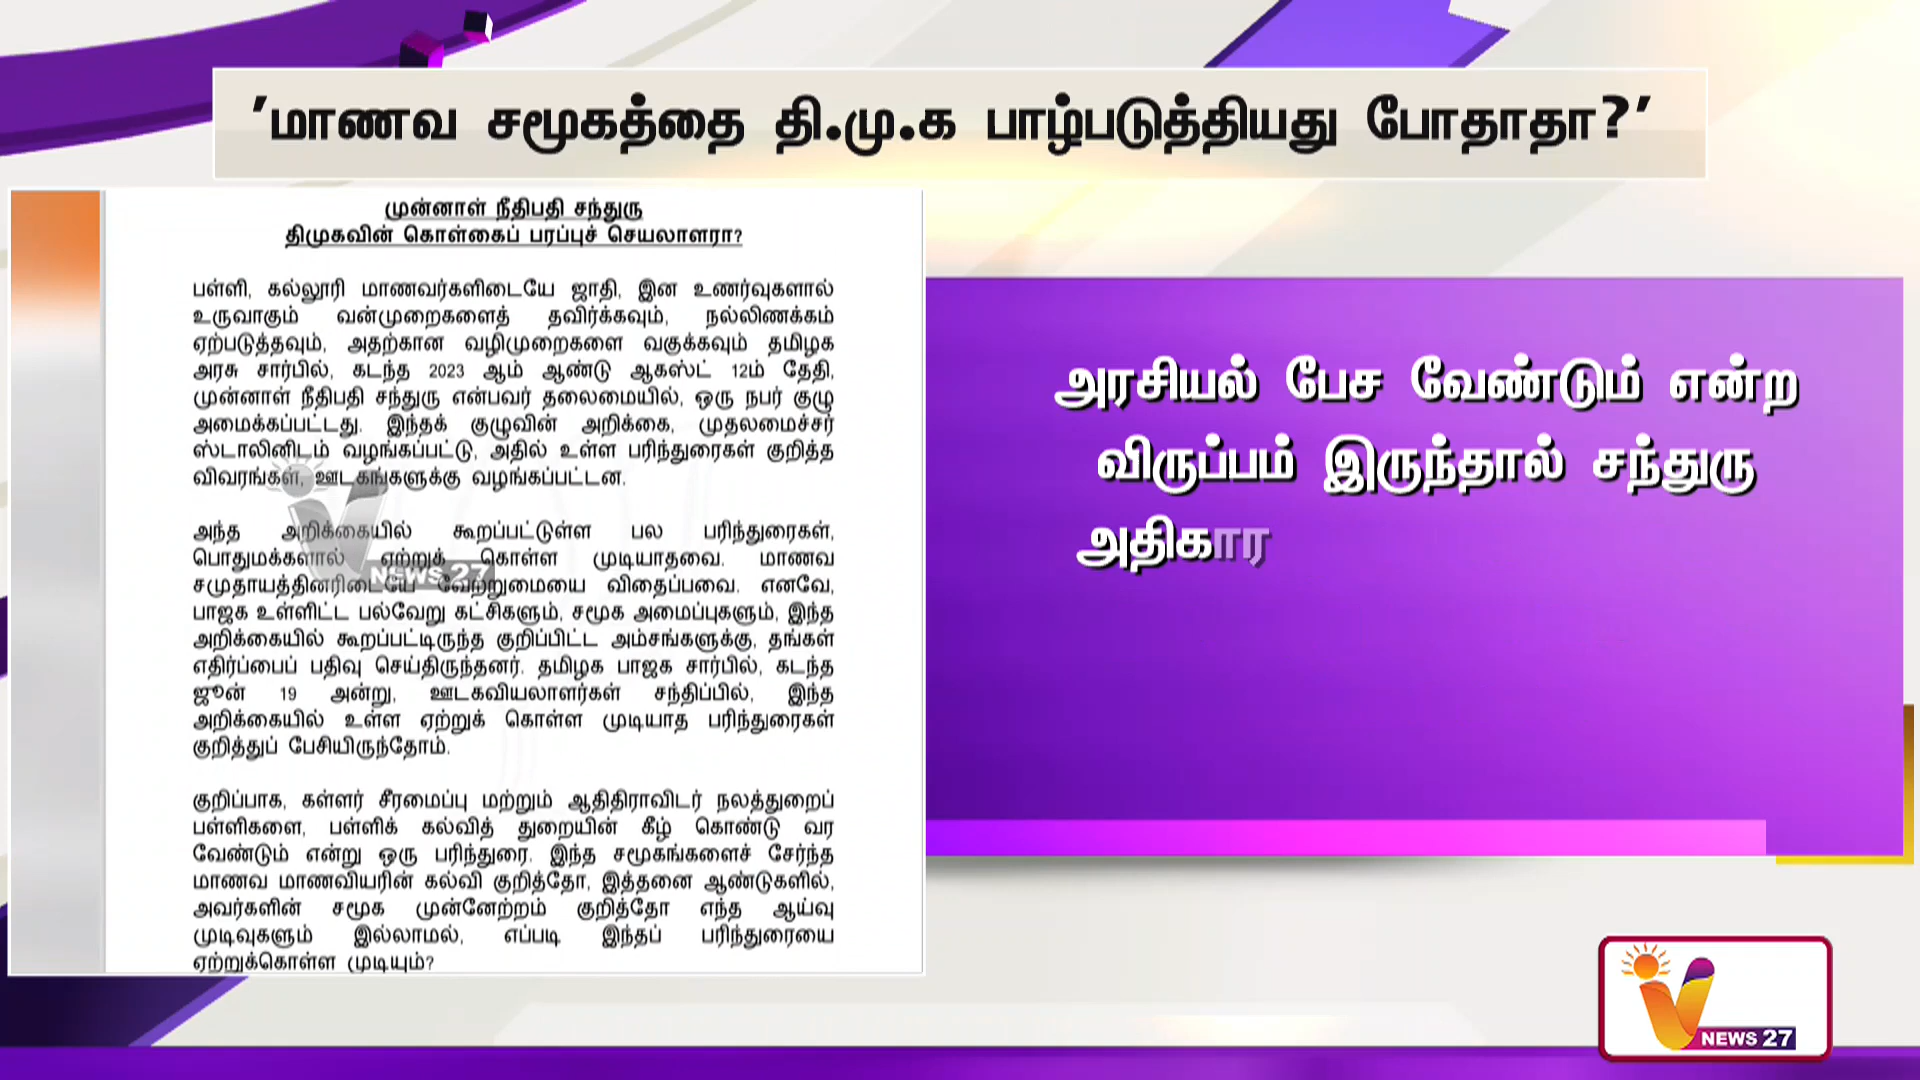 'மாணவ சமூகத்தை தி.மு.க பாழ்படுத்தியது போதாதா?'
முன்னாள் நீதிபதி சந்துரு
திமுகவின் கொள்கைப் பரப்புச் செயலாளரா?
பள்ளி, கல்லூரி மாணவர்களிடையே ஜாதி, இன உணர்வுகளால்
உருவாகும் வன்முறைகளைத் தவிர்க்கவும், நல்லிணக்கம்
ஏற்படுத்தவும், அதற்கான வழிமுறைகளை வகுக்கவும் தமிழக
அரசு சார்பில், கடந்த 2023 ஆம் ஆண்டு ஆகஸ்ட் 12ம் தேதி,
முன்னாள் நீதிபதி சந்துரு என்பவர் தலைமையில், ஒரு நபர் குழு
அமைக்கப்பட்டது. இந்தக் குழுவின் அறிக்கை, முதலமைச்சர்
ஸ்டாலினிடம் வழங்கப்பட்டு, அதில் உள்ள பரிந்துரைகள் குறித்த
விவரங்கள், ஊடகங்களுக்கு வழங்கப்பட்டன.
அந்த அறிக்கையில் கூறப்பட்டுள்ள பல பரிந்துரைகள்,
பொதுமக்களால் ஏற்றுக் கொள்ள முடியாதவை. மாணவ
சமுதாயத்தினரிடையே வேற்றுமையை விதைப்பவை. எனவே,
பாஜக உள்ளிட்ட பல்வேறு கட்சிகளும், சமூக அமைப்புகளும், இந்த
அறிக்கையில் கூறப்பட்டிருந்த குறிப்பிட்ட அம்சங்களுக்கு, தங்கள்
எதிர்ப்பைப் பதிவு செய்திருந்தனர். தமிழக பாஜக சார்பில், கடந்த
ஜூன் 19 அன்று, ஊடகவியலாளர்கள் சந்திப்பில், இந்த
அறிக்கையில் உள்ள ஏற்றுக் கொள்ள முடியாத பரிந்துரைகள்
குறித்துப் பேசியிருந்தோம்.
குறிப்பாக, கள்ளர் சீரமைப்பு மற்றும் ஆதிதிராவிடர் நலத்துறைப்
பள்ளிகளை, பள்ளிக் கல்வித் துறையின் கீழ் கொண்டு வர
வேண்டும் என்று ஒரு பரிந்துரை. இந்த சமூகங்களைச் சேர்ந்த
மாணவ மாணவியரின் கல்வி குறித்தோ, இத்தனை ஆண்டுகளில்,
அவர்களின் சமூக முன்னேற்றம் குறித்தோ எந்த ஆய்வு
முடிவுகளும் இல்லாமல், எப்படி இந்தப் பரிந்துரையை
ஏற்றுக்கொள்ள முடியும்?
NEWS 27
அரசியல் பேச வேண்டும் என்ற
விருப்பம் இருந்தால் சந்துரு
அதிகார
NEWS 27